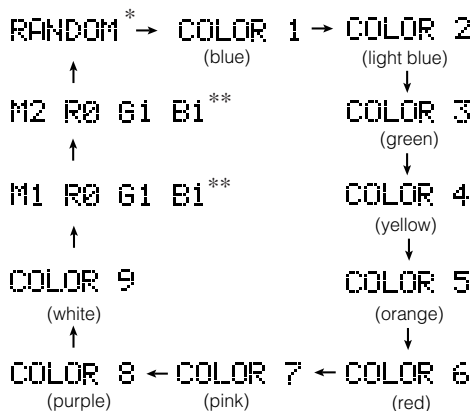 RANDOM* → COLOR 1 → COLOR 2
(blue) (light blue)
M2 R0 G1 B1** COLOR 3
(green)
M1 R0 G1 B1** COLOR 4
(yellow)
COLOR 9 COLOR 5
(white) (orange)
COLOR 8 ← COLOR 7 ← COLOR 6
(purple) (pink) (red)